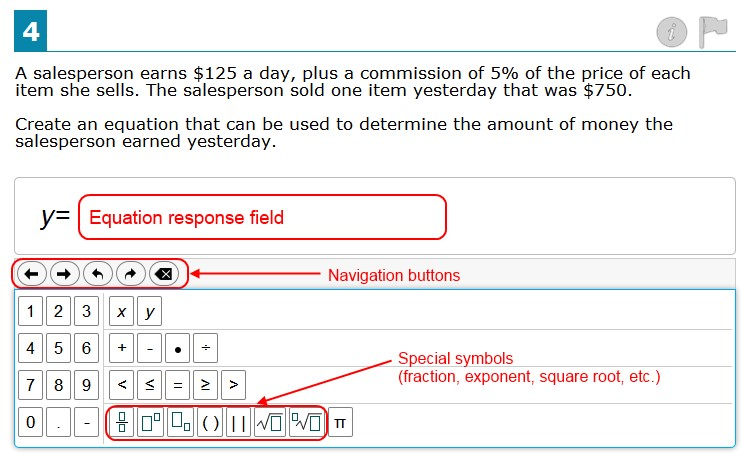 4
i
A salesperson earns $125 a day, plus a commission of 5% of the price of each
item she sells. The salesperson sold one item yesterday that was $750.
Create an equation that can be used to determine the amount of money the
salesperson earned yesterday.
y= Equation response field
Navigation buttons
1 2 3 x y
4 5 6 + - • ÷
Special symbols
(fraction, exponent, square root, etc.)
7 8 9 < ≤ = ≥ >
0 . - ▯/▯ ▯^▯ ▯_▯ ( ) | | √▯ ▯√▯ π